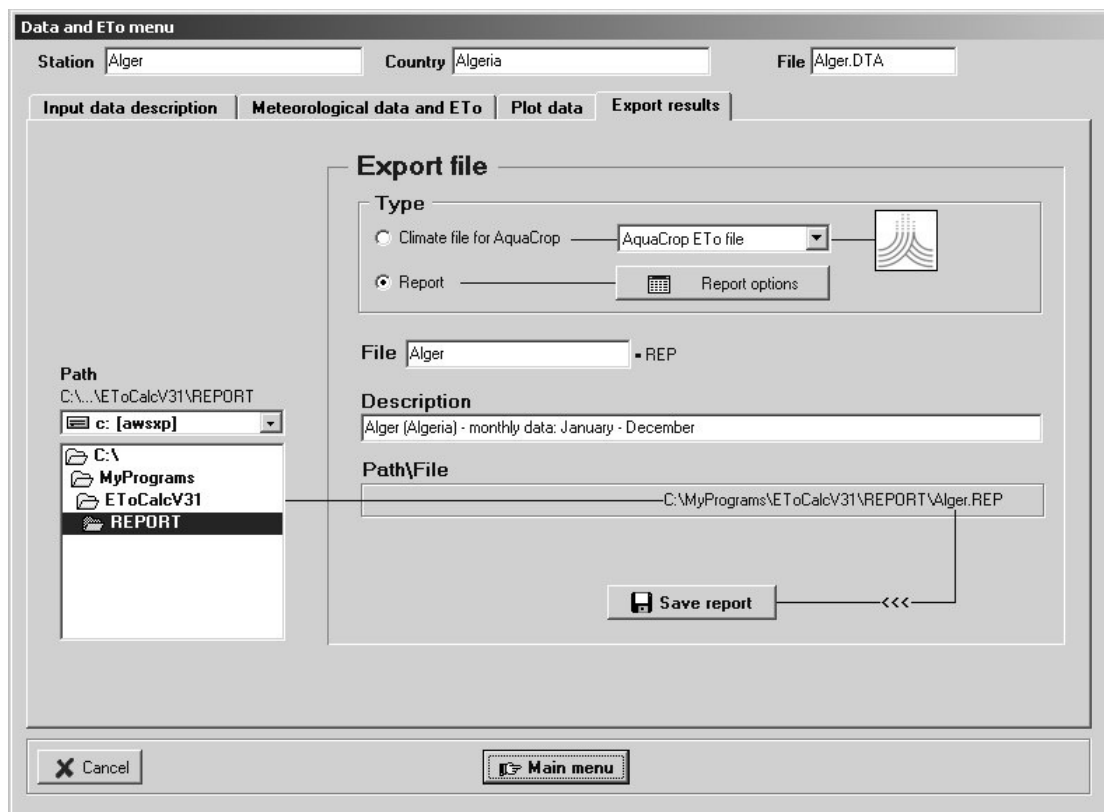 Data and ETo menu
Station Alger Country Algeria File Alger.DTA
Input data description Meteorological data and ETo Plot data Export results
Export file
Type
Climate file for AquaCrop AquaCrop ETo file
Report Report options
File Alger .REP
Path
C:\...\EToCalcV31\REPORT
c: [awsxp]
C:\
MyPrograms
EToCalcV31
REPORT
Description
Alger (Algeria) - monthly data: January - December
Path\File
C:\MyPrograms\EToCalcV31\REPORT\Alger.REP
Save report <<<
Cancel Main menu